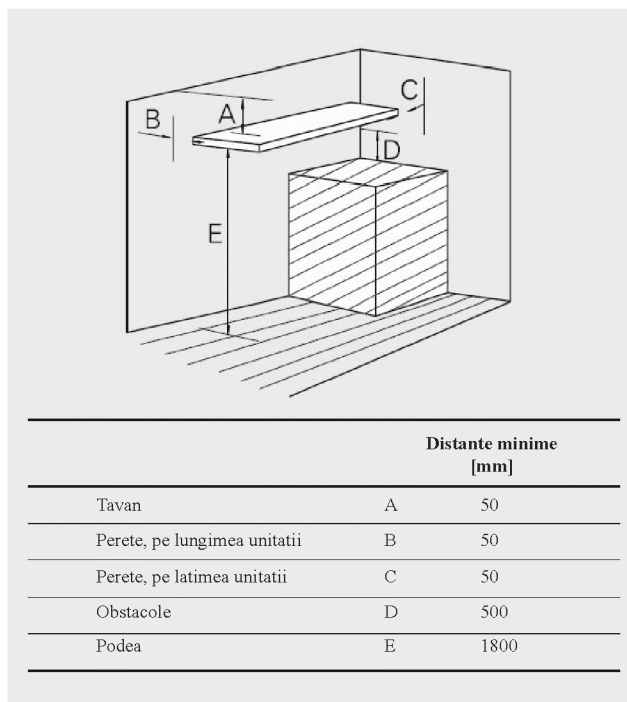 A
B
C
D
E
Distante minime
[mm]
Tavan A 50
Perete, pe lungimea unitatii B 50
Perete, pe latimea unitatii C 50
Obstacole D 500
Podea E 1800